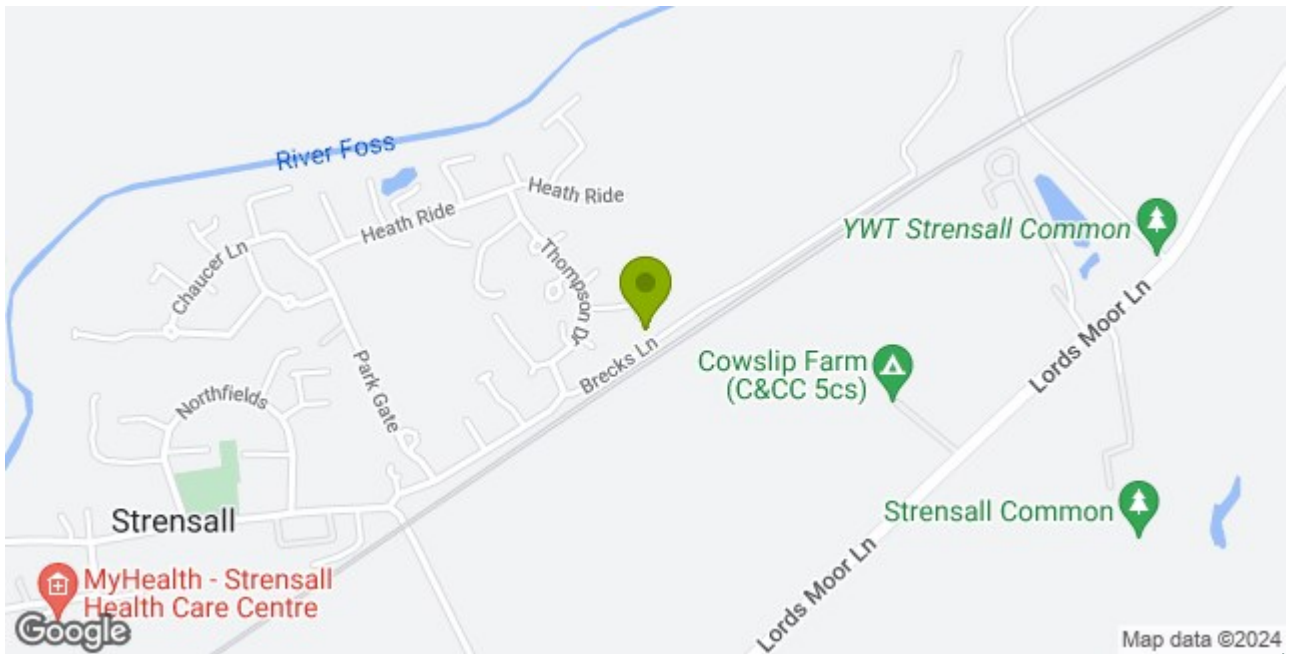 River Foss
Heath Ride
Heath Ride
Chaucer Ln
Thompson Dr
YWT Strensall Common
Lords Moor Ln
Brecks Ln
Park Gate
Cowslip Farm
(C&CC 5cs)
Northfields
Strensall
Strensall Common
Lords Moor Ln
MyHealth - Strensall
Health Care Centre
Google
Map data ©2024